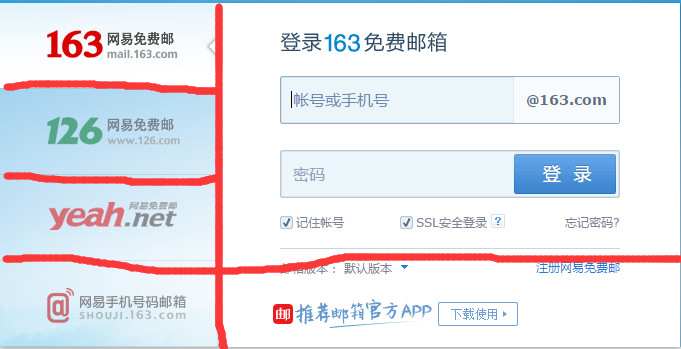 163 网易免费邮
mail.163.com
126 网易免费邮
www.126.com
yeah.net 网易免费邮
网易手机号码邮箱
SHOUJI.163.com
登录163免费邮箱
帐号或手机号 @163.com
密码 登 录
记住帐号 SSL安全登录 ? 忘记密码?
版本: 默认版本 注册网易免费邮
邮 推荐邮箱官方APP 下载使用